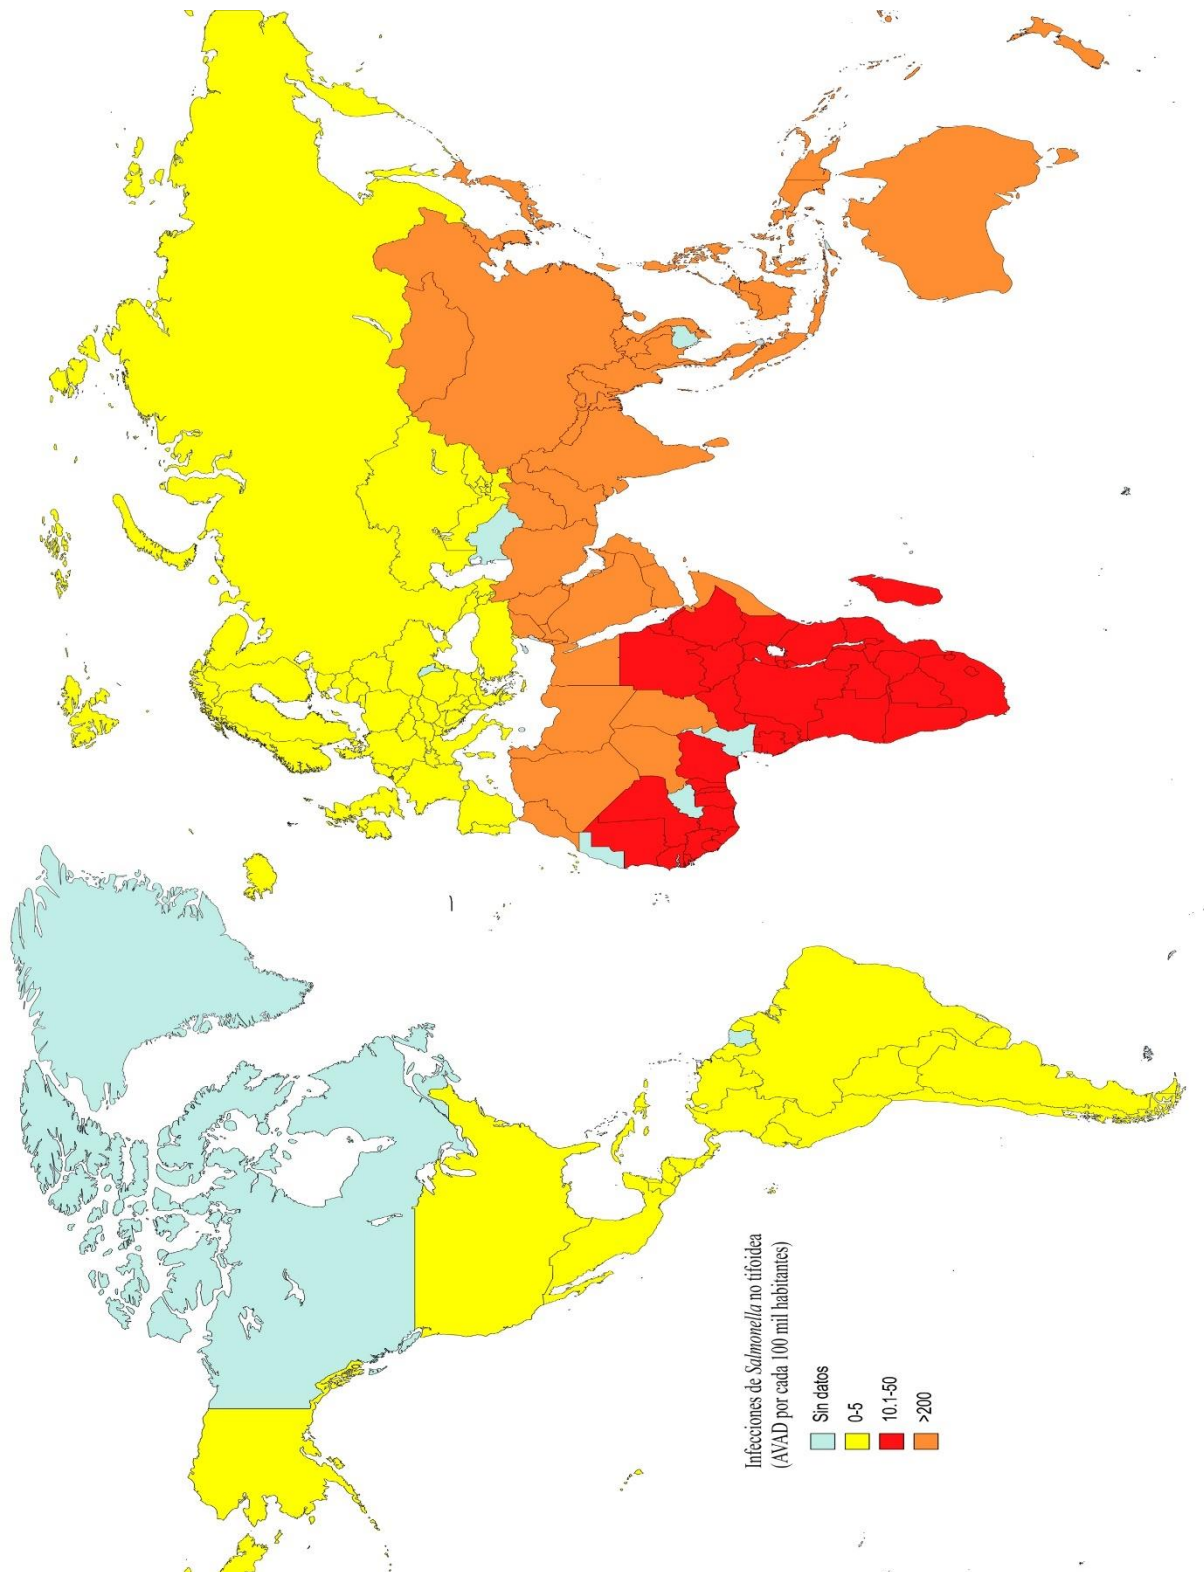 Infecciones de Salmonella no tifoidea
(AVAD por cada 100 mil habitantes)
Sin datos
0-5
10.1-50
>200